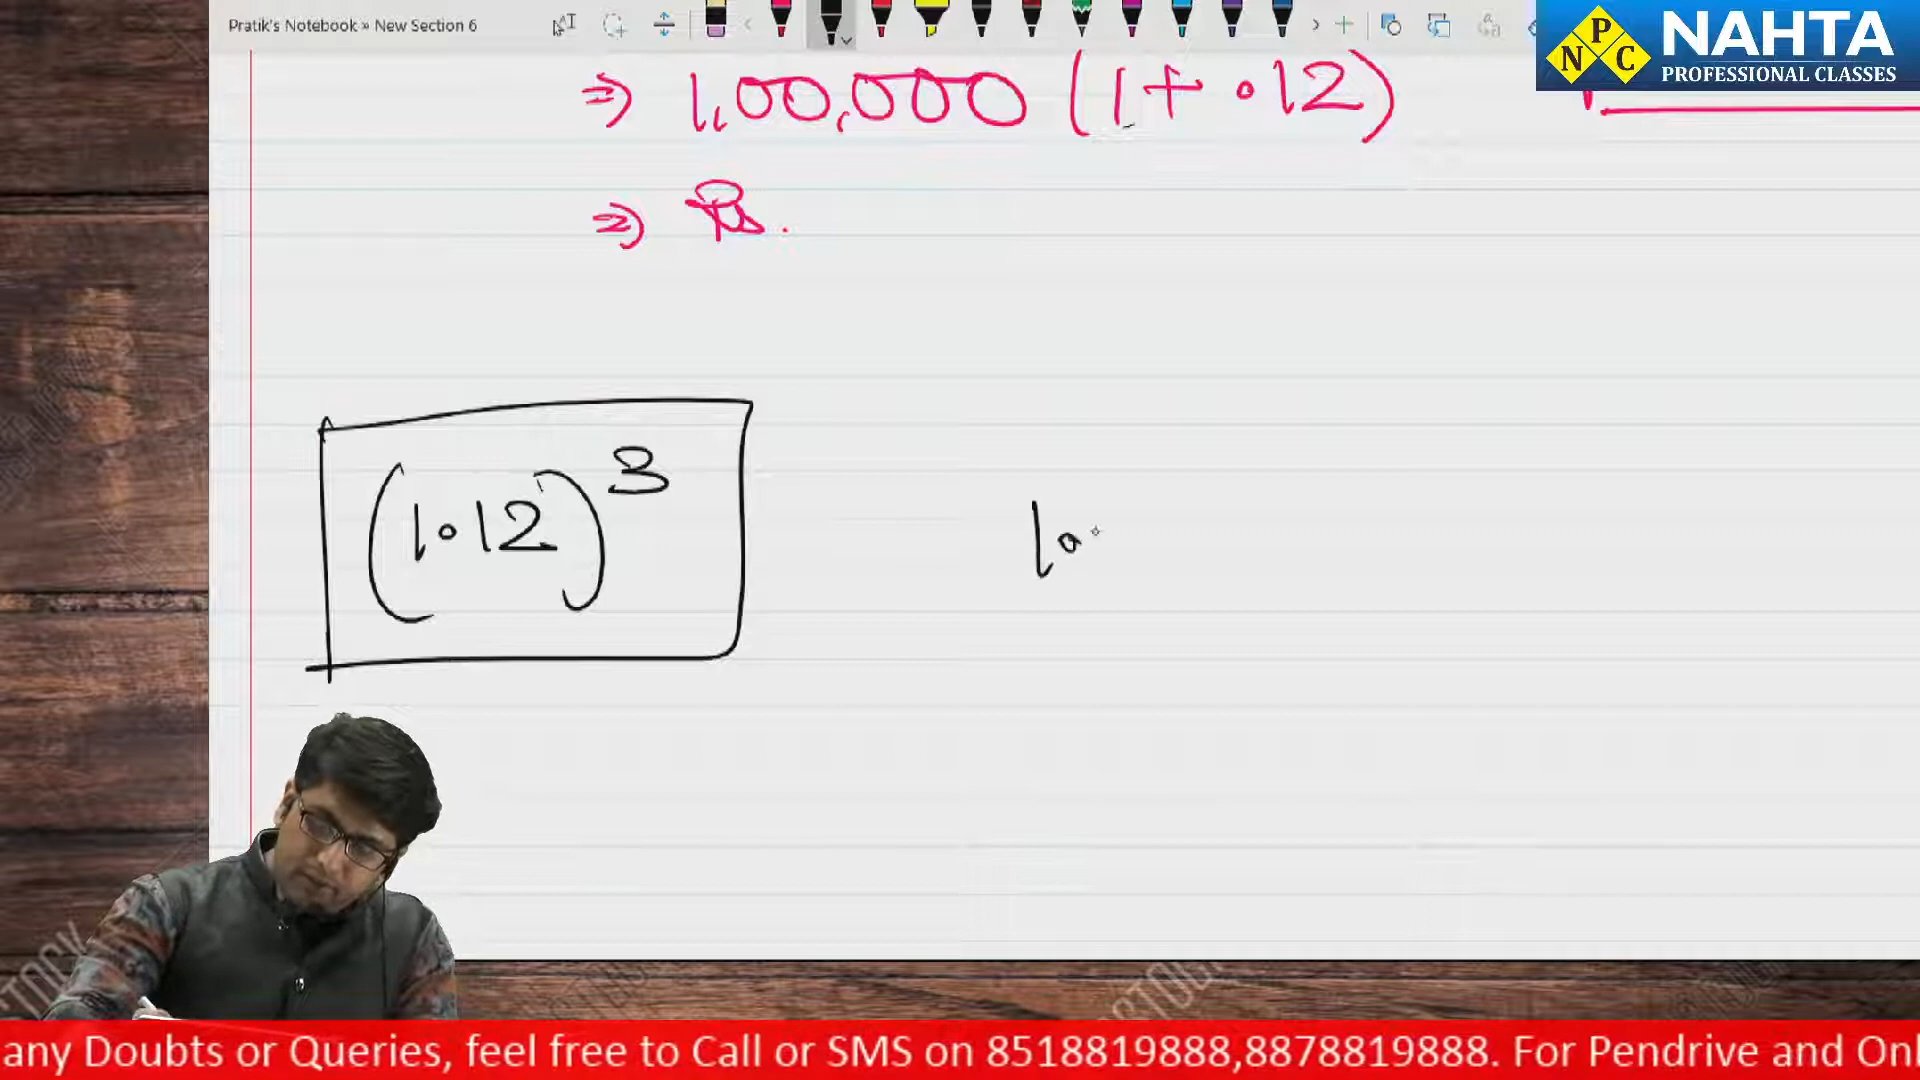 Pratik's Notebook » New Section 6
NPC
NAHTA
PROFESSIONAL CLASSES
⇒ 1,00,000 (1+ .12)
⇒ Rs.
(1.12)³
any Doubts or Queries, feel free to Call or SMS on 8518819888,8878819888. For Pendrive and Onl